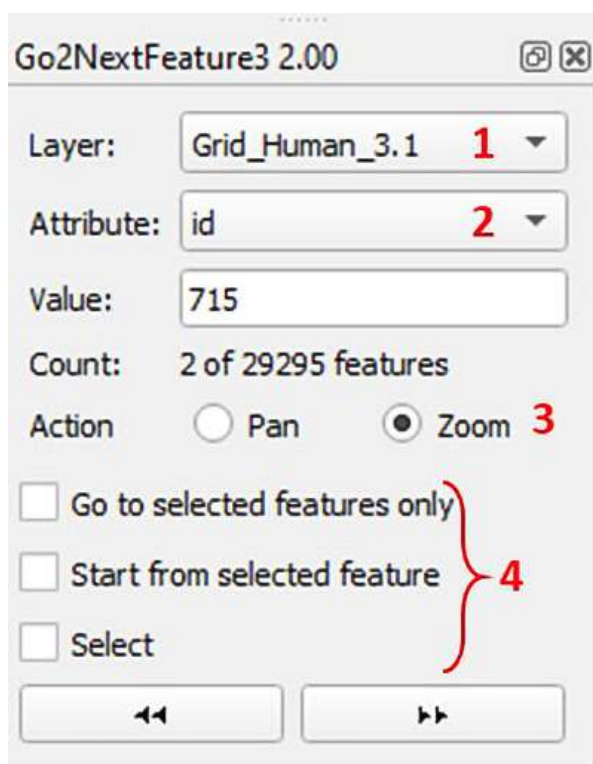 Go2NextFeature3 2.00
Layer: Grid_Human_3.1 1
Attribute: id 2
Value: 715
Count: 2 of 29295 features
Action Pan Zoom 3
Go to selected features only
Start from selected feature 4
Select